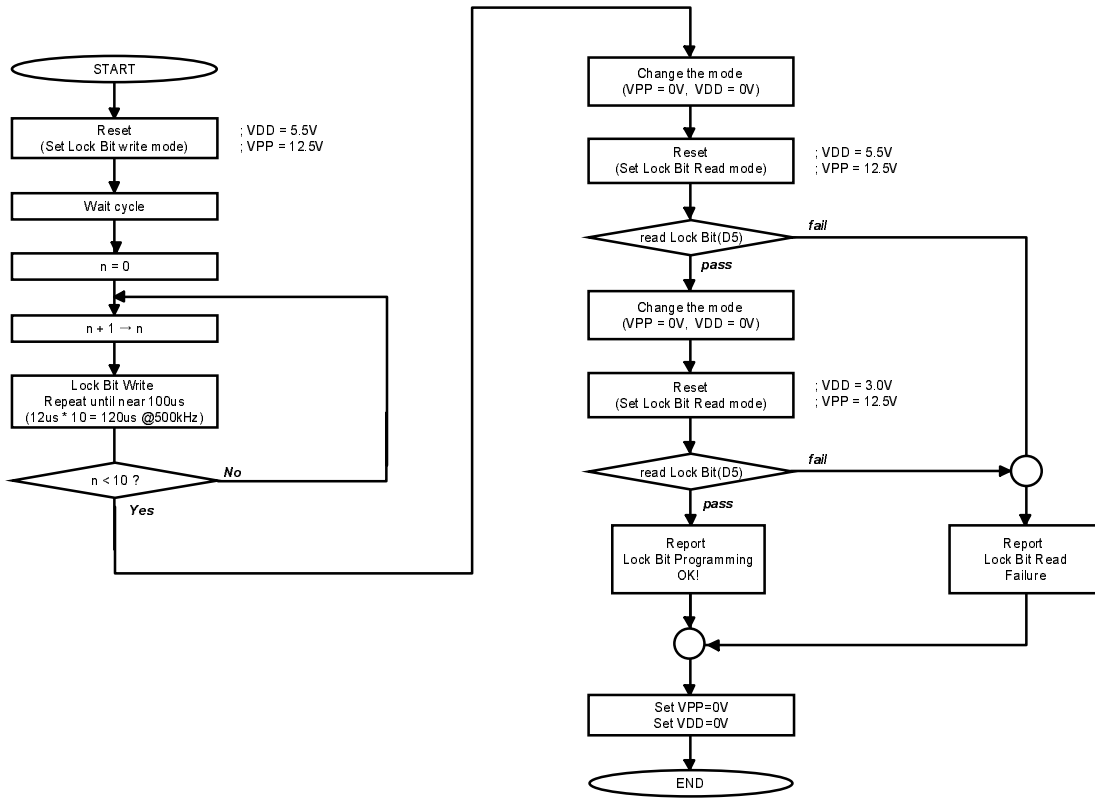 START
Reset
(Set Lock Bit write mode)
; VDD = 5.5V
; VPP = 12.5V
Wait cycle
n = 0
n + 1 → n
Lock Bit Write
Repeat until near 100us
(12us * 10 = 120us @500kHz)
n < 10 ?
No
Yes
Change the mode
(VPP = 0V, VDD = 0V)
Reset
(Set Lock Bit Read mode)
; VDD = 5.5V
; VPP = 12.5V
read Lock Bit(D5)
fail
pass
Change the mode
(VPP = 0V, VDD = 0V)
Reset
(Set Lock Bit Read mode)
; VDD = 3.0V
; VPP = 12.5V
read Lock Bit(D5)
fail
pass
Report
Lock Bit Programming
OK!
Report
Lock Bit Read
Failure
Set VPP=0V
Set VDD=0V
END